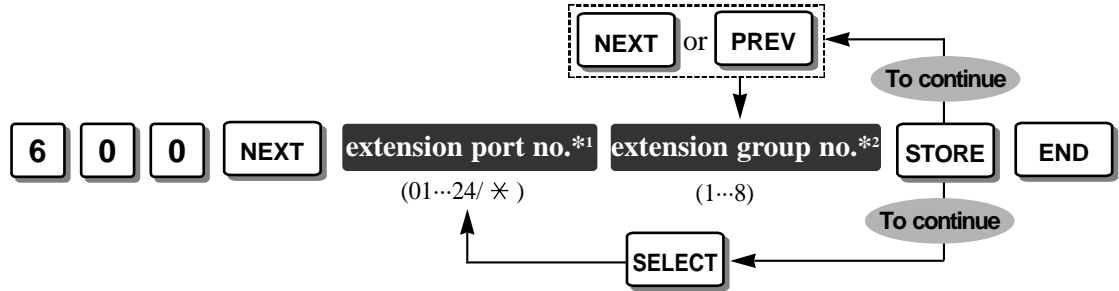 NEXT or PREV
To continue
6 0 0 NEXT extension port no.*1 extension group no.*2 STORE END
(01···24/ ✳ ) (1···8)
To continue
SELECT